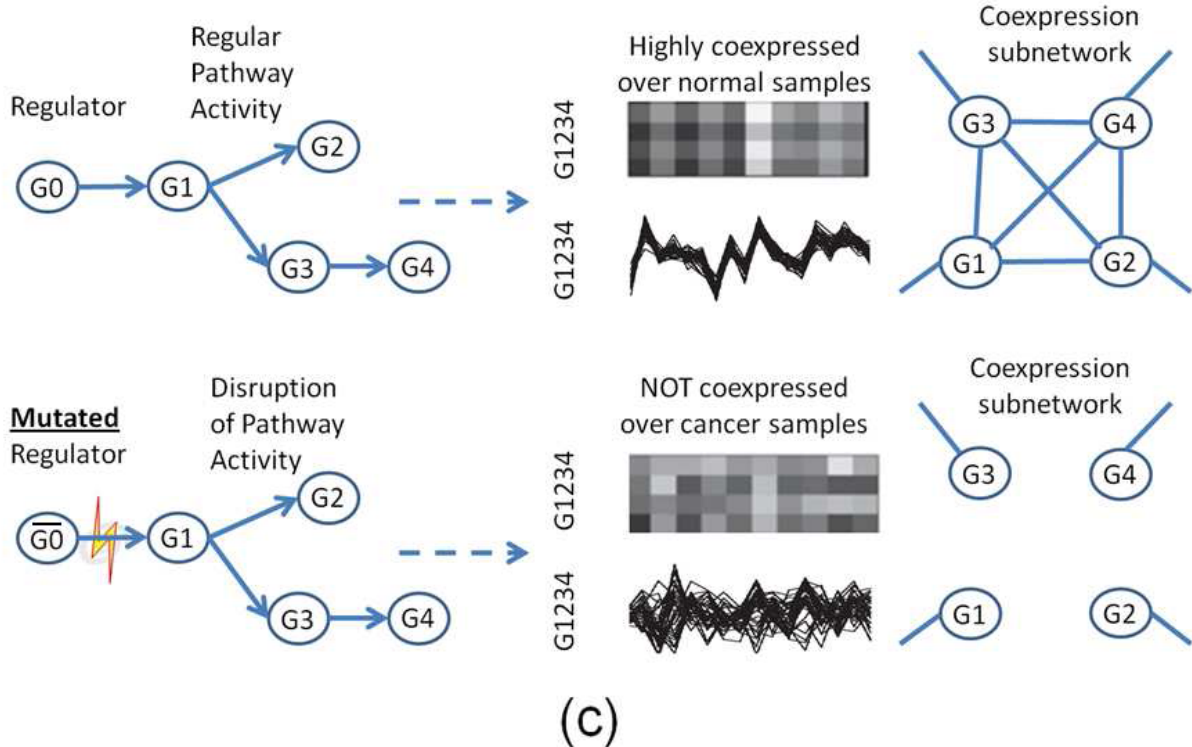 Regulator
Regular
Pathway
Activity
G0
G1
G2
G3
G4
G1234
G1234
Highly coexpressed
over normal samples
Coexpression
subnetwork
G3
G4
G1
G2
Mutated
Regulator
Disruption
of Pathway
Activity
G0
G1
G2
G3
G4
G1234
G1234
NOT coexpressed
over cancer samples
Coexpression
subnetwork
G3
G4
G1
G2
(c)